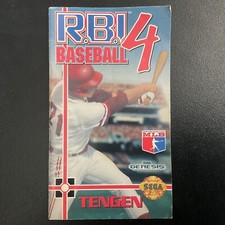 R.B.I. 4
BASEBALL
MLB
GENESIS
SEGA
TENGEN